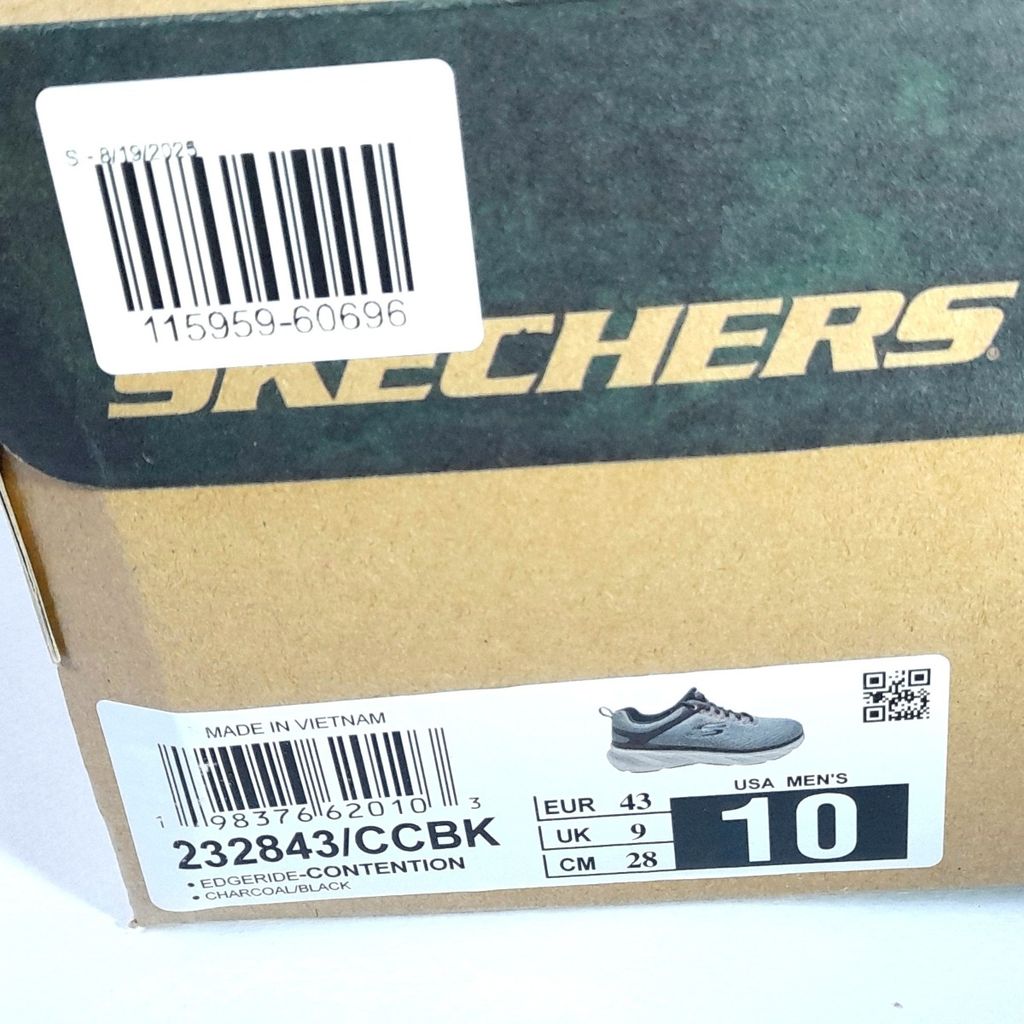 S - 8/19/2025
115959-60696
SKECHERS®
MADE IN VIETNAM
1 98376 62010 3
232843/CCBK
• EDGERIDE-CONTENTION
• CHARCOAL/BLACK
EUR 43
UK 9
CM 28
USA MEN'S
10